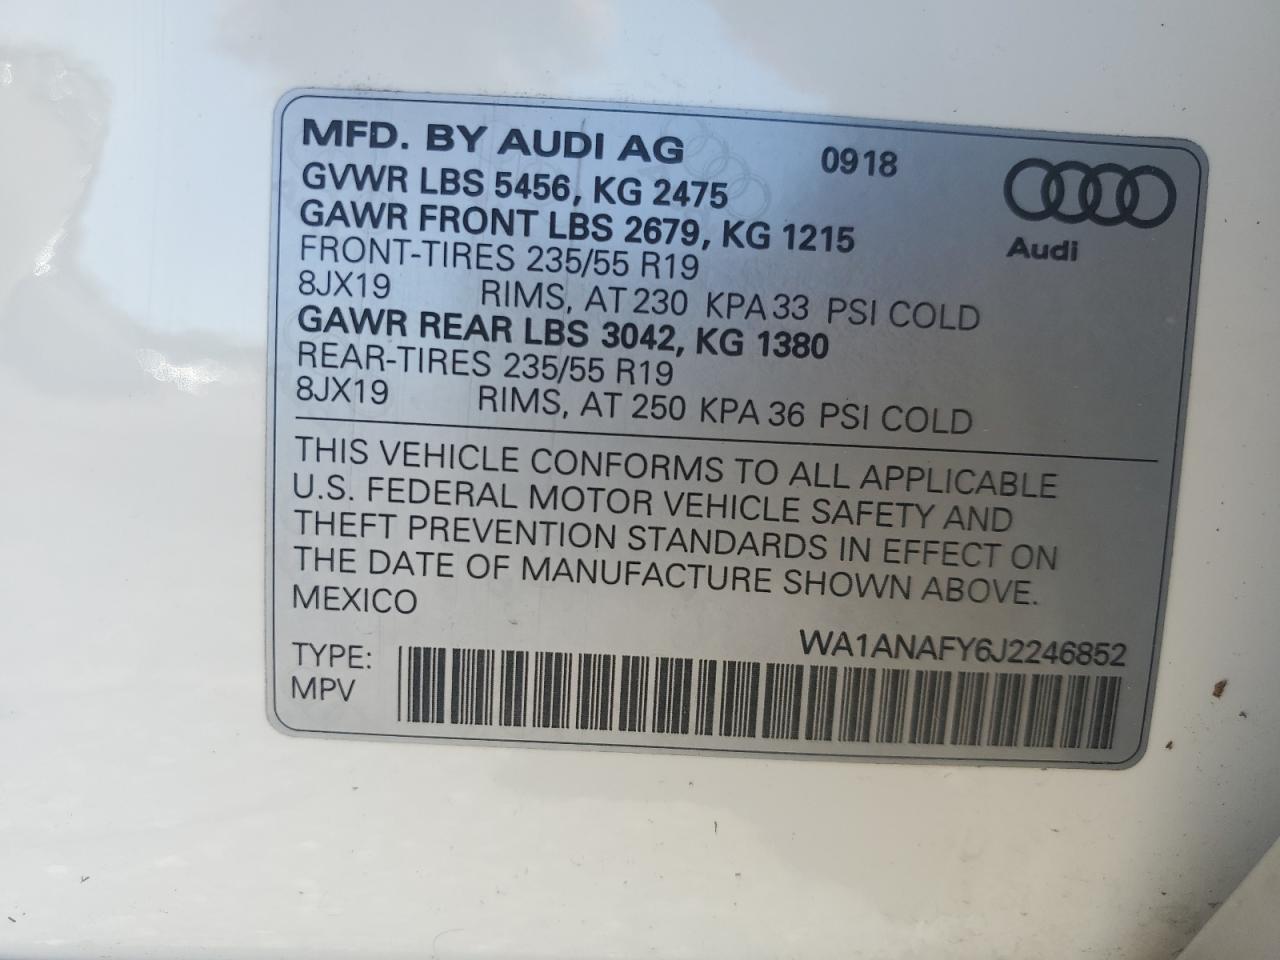 MFD. BY AUDI AG 0918
Audi
GVWR LBS 5456, KG 2475
GAWR FRONT LBS 2679, KG 1215
FRONT-TIRES 235/55 R19
8JX19 RIMS, AT 230 KPA 33 PSI COLD
GAWR REAR LBS 3042, KG 1380
REAR-TIRES 235/55 R19
8JX19 RIMS, AT 250 KPA 36 PSI COLD
THIS VEHICLE CONFORMS TO ALL APPLICABLE
U.S. FEDERAL MOTOR VEHICLE SAFETY AND
THEFT PREVENTION STANDARDS IN EFFECT ON
THE DATE OF MANUFACTURE SHOWN ABOVE.
MEXICO
WA1ANAFY6J2246852
TYPE:
MPV